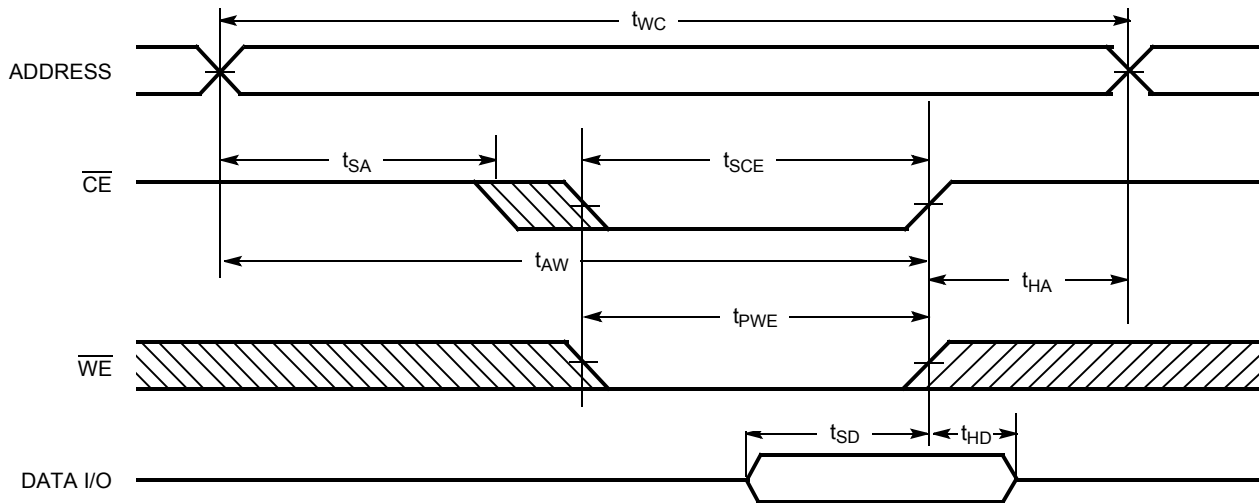 tWC
ADDRESS
tSA
tSCE
CE
tAW
tHA
tPWE
WE
tSD
tHD
DATA I/O